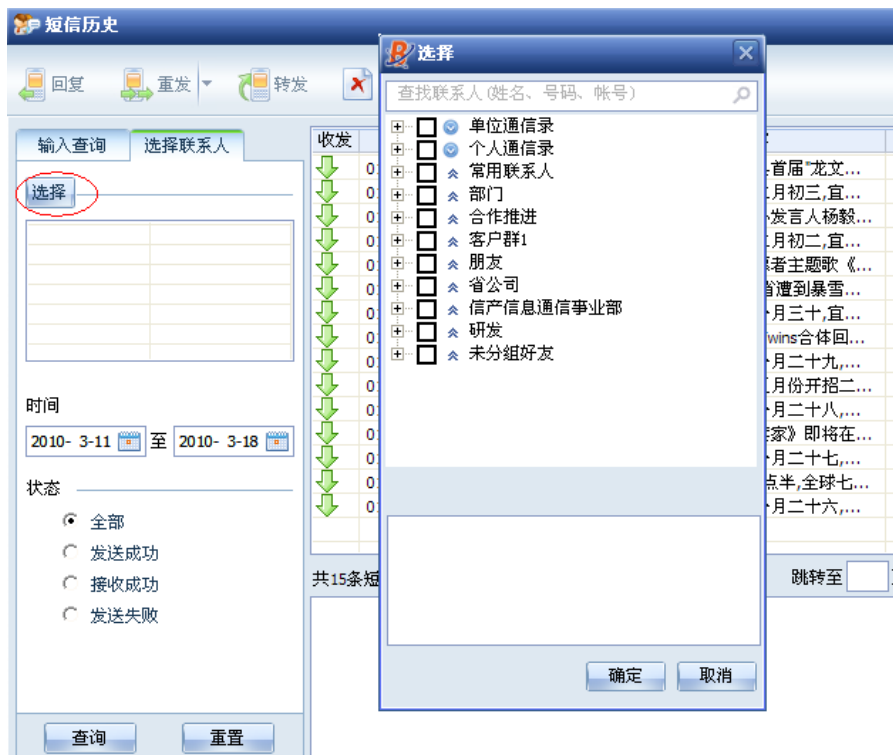 短信历史
回复
重发
转发
输入查询
选择联系人
选择
时间
2010- 3-11 至 2010- 3-18
状态
全部
发送成功
接收成功
发送失败
查询
重置
收发
首届"龙文...
月初三,宜...
发言人杨毅...
月初二,宜...
者主题歌《...
遭到暴雪...
月三十,宜...
wins合体回...
月二十九,...
月份开招二...
月二十八,...
家》即将在...
月二十七,...
点半,全球七...
月二十六,...
共15条短
跳转至
选择
查找联系人(姓名、号码、帐号)
单位通信录
个人通信录
常用联系人
部门
合作推进
客户群1
朋友
省公司
信产信息通信事业部
研发
未分组好友
确定
取消